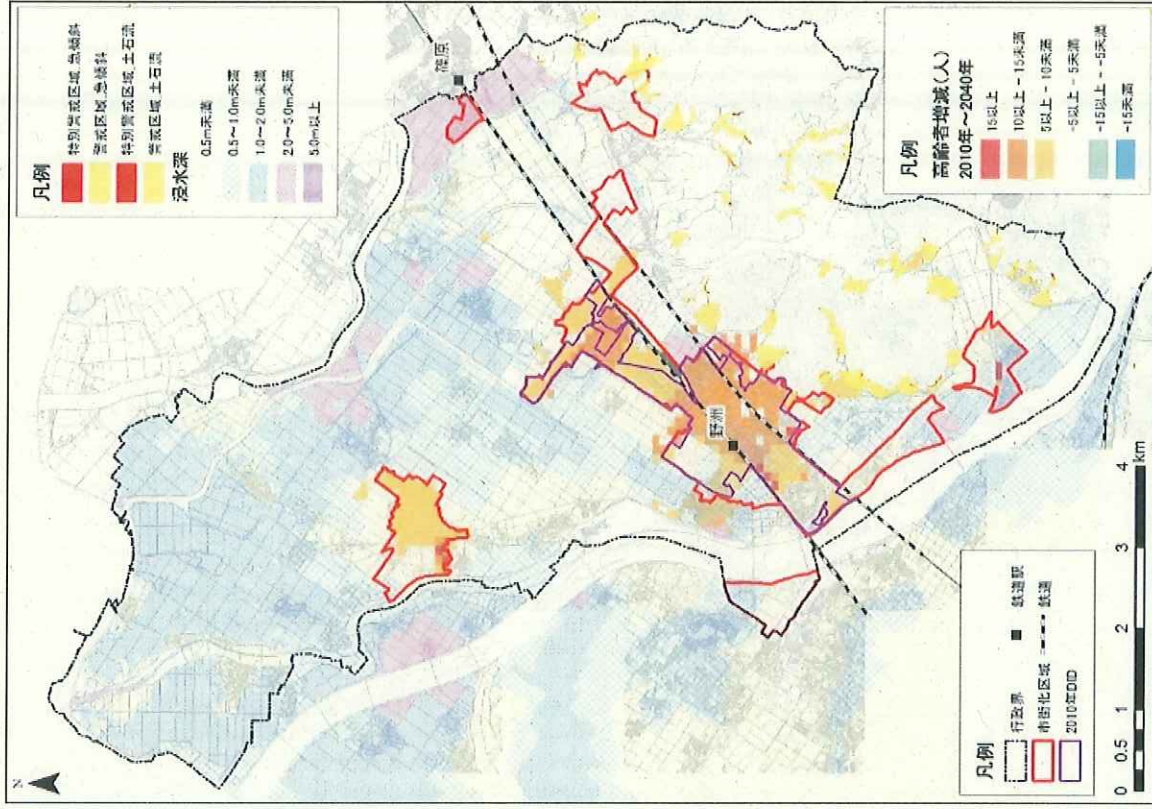 N
凡例
特別警戒区域 急傾斜
警戒区域 急傾斜
特別警戒区域 土石流
警戒区域 土石流
浸水深
0.5m未満
0.5~1.0m未満
1.0~2.0m未満
2.0~5.0m未満
5.0m以上
篠原
野洲
凡例
行政界
市街化区域
2010年DID
鉄道駅
鉄道
凡例
高齢者増減(人)
2010年~2040年
15以上
10以上 - 15未満
5以上 - 10未満
-5以上 - 5未満
-15以上 - -5未満
-15未満
0 0.5 1 2 3 4
km